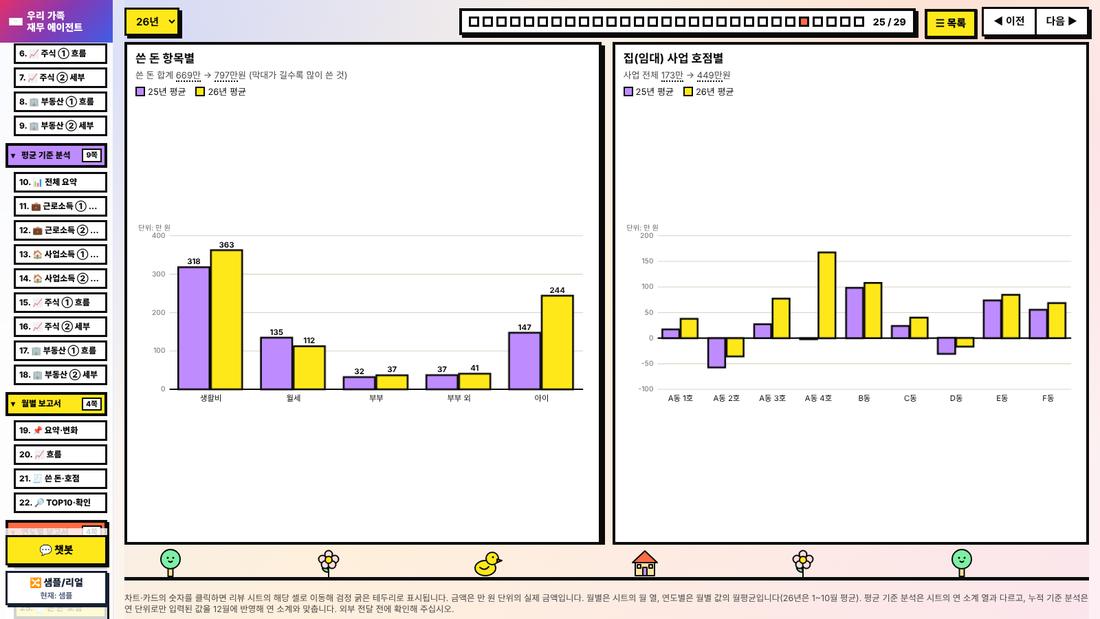 우리 가족
재무 에이전트
6. 📈 주식 ① 흐름
7. 📈 주식 ② 세부
8. 🏢 부동산 ① 흐름
9. 🏢 부동산 ② 세부
▼ 평균 기준 분석 9쪽
10. 📊 전체 요약
11. 💼 근로소득 ① ...
12. 💼 근로소득 ② ...
13. 🏠 사업소득 ① ...
14. 🏠 사업소득 ② ...
15. 📈 주식 ① 흐름
16. 📈 주식 ② 세부
17. 🏢 부동산 ① 흐름
18. 🏢 부동산 ② 세부
▼ 월별 보고서 4쪽
19. 📌 요약·변화
20. 📈 흐름
21. 🧾 쓴 돈·호점
22. 🔎 TOP10·확인
💬 챗봇
🔀 샘플/리얼
현재: 샘플
26년
25 / 29
☰ 목록
◀ 이전
다음 ▶
쓴 돈 항목별
쓴 돈 합계 669만 → 797만원 (막대가 길수록 많이 쓴 것)
25년 평균 26년 평균
단위: 만 원
400
300
200
100
0
318 363
135 112
32 37
37 41
147 244
생활비 월세 부부 부부 외 아이
집(임대) 사업 호점별
사업 전체 173만 → 449만원
25년 평균 26년 평균
단위: 만 원
200
150
100
50
0
-50
-100
A동 1호 A동 2호 A동 3호 A동 4호 B동 C동 D동 E동 F동
차트·카드의 숫자를 클릭하면 리뷰 시트의 해당 셀로 이동해 검정 굵은 테두리로 표시됩니다. 금액은 만 원 단위의 실제 금액입니다. 월별은 시트의 월 열, 연도별은 월별 값의 월평균입니다(26년은 1~10월 평균). 평균 기준 분석은 시트의 연 소계 열과 다르고, 누적 기준 분석은
연 단위로만 입력된 값을 12월에 반영해 연 소계와 맞춥니다. 외부 전달 전에 확인해 주십시오.